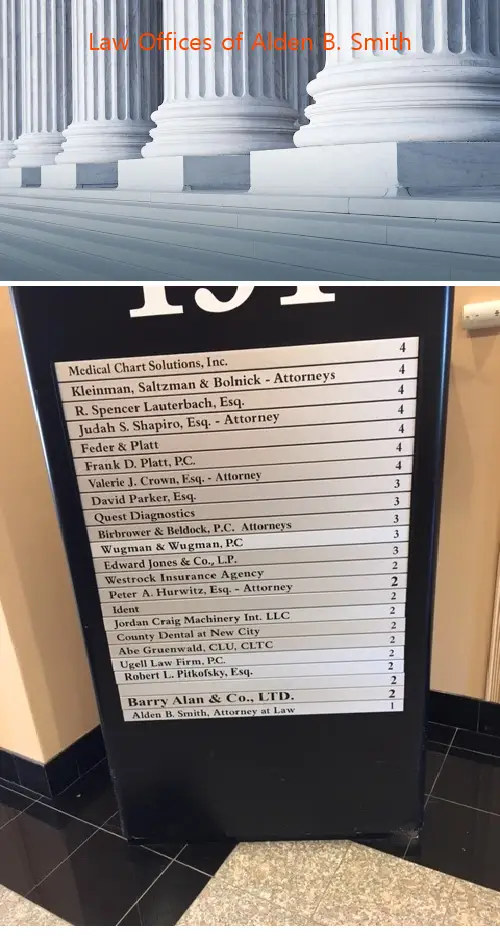 Law Offices of Alden B. Smith
Medical Chart Solutions, Inc. 4
Kleinman, Saltzman & Bolnick - Attorneys 4
R. Spencer Lauterbach, Esq. 4
Judah S. Shapiro, Esq. - Attorney 4
Feder & Platt 4
Frank D. Platt, P.C. 4
Valerie J. Crown, Esq. - Attorney 4
David Parker, Esq. 3
Quest Diagnostics 3
Birbrower & Beldock, P.C. Attorneys 3
Wugman & Wugman, P.C 3
Edward Jones & Co., L.P. 3
Westrock Insurance Agency 2
Peter A. Hurwitz, Esq. - Attorney 2
Ident 2
Jordan Craig Machinery Int. LLC 2
County Dental at New City 2
Abe Gruenwald, CLU, CLTC 2
Ugell Law Firm, P.C. 2
Robert L. Pitkofsky, Esq. 2
2
Barry Alan & Co., LTD. 2
Alden B. Smith, Attorney at Law 1